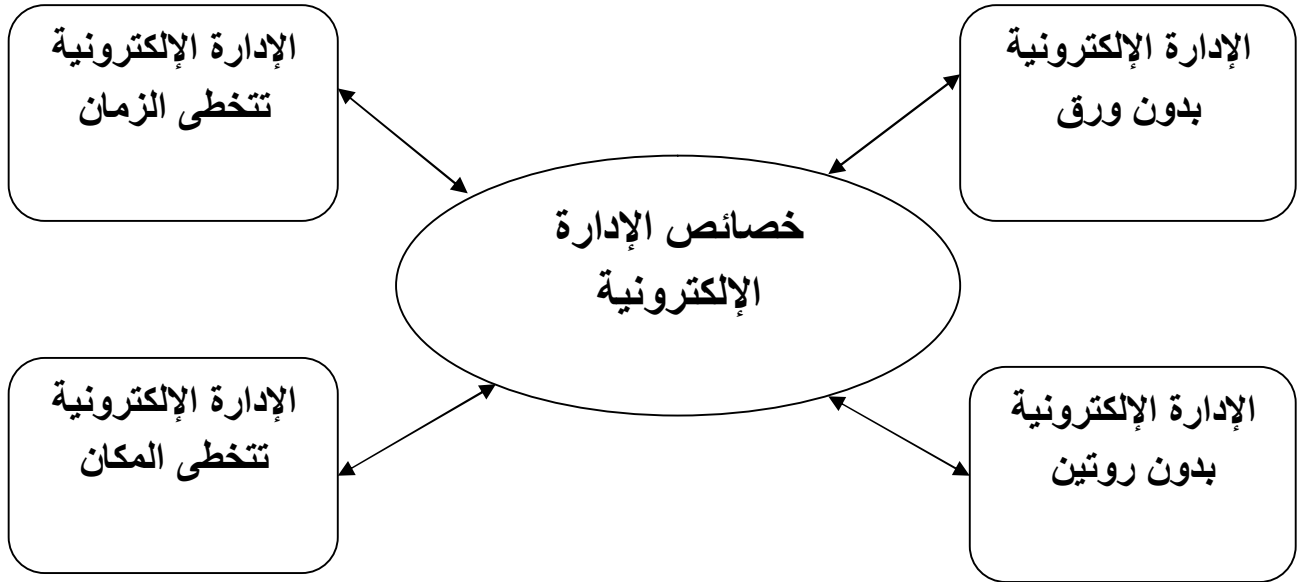 الإدارة الإلكترونية
بدون ورق
الإدارة الإلكترونية
تتخطى الزمان
خصائص الإدارة
الإلكترونية
الإدارة الإلكترونية
بدون روتين
الإدارة الإلكترونية
تتخطى المكان